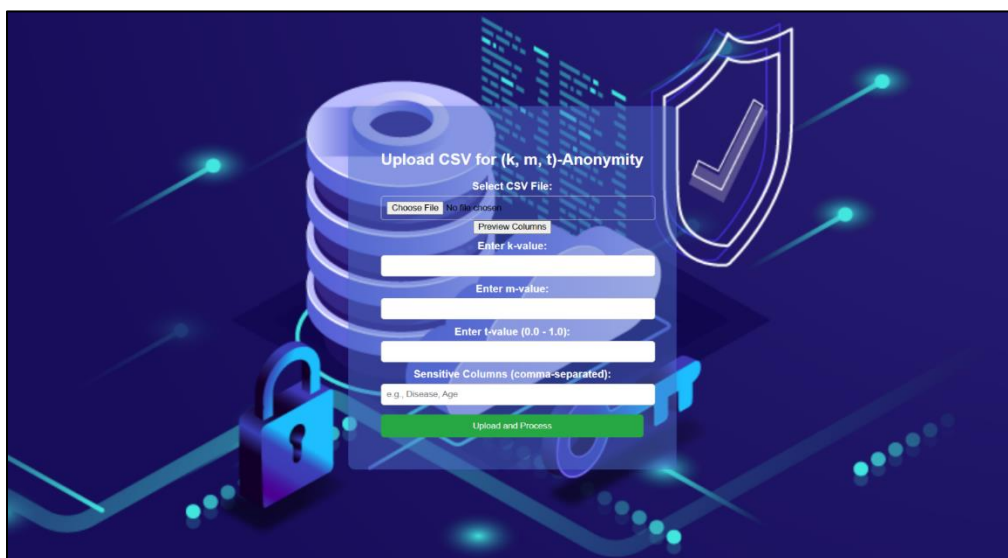 Upload CSV for (k, m, t)-Anonymity
Select CSV File:
Choose File No file chosen
Preview Columns
Enter k-value:
Enter m-value:
Enter t-value (0.0 - 1.0):
Sensitive Columns (comma-separated):
e.g., Disease, Age
Upload and Process